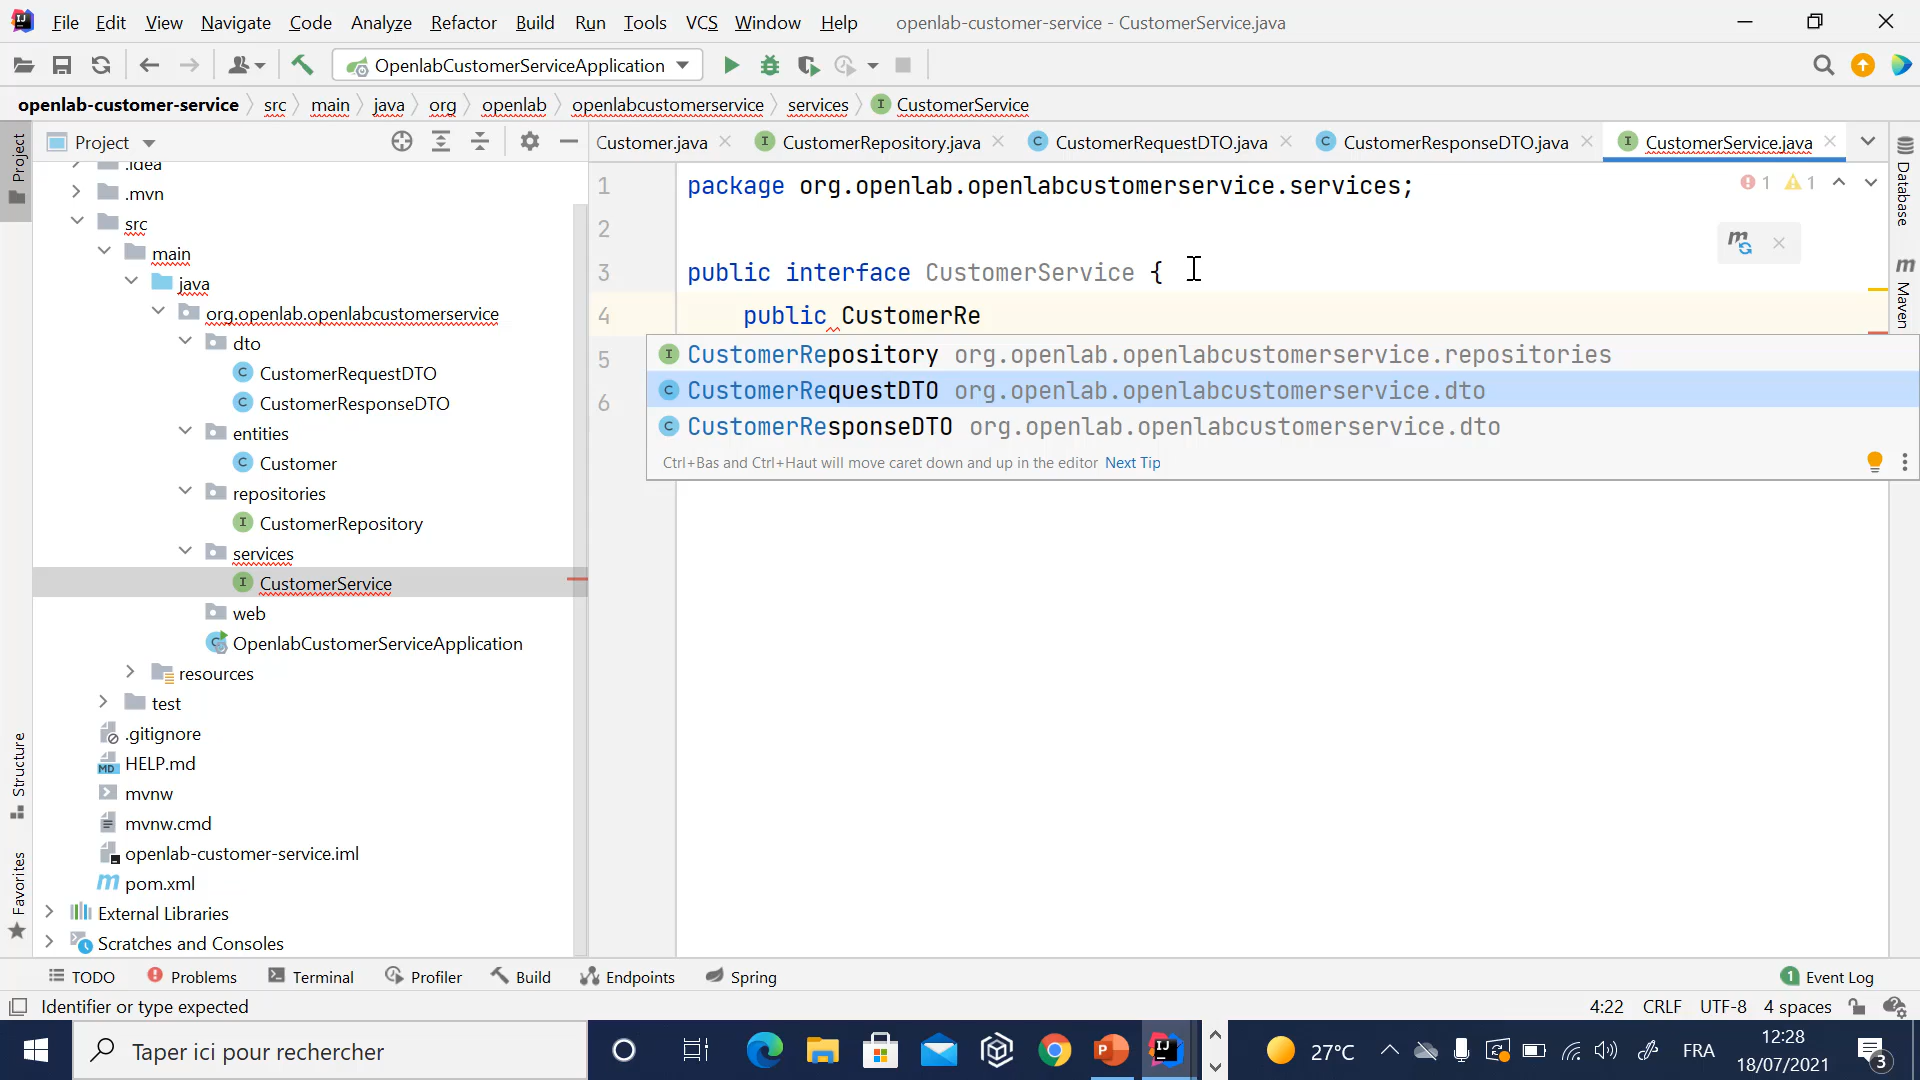 File Edit View Navigate Code Analyze Refactor Build Run Tools VCS Window Help openlab-customer-service - CustomerService.java
OpenlabCustomerServiceApplication
openlab-customer-service src main java org openlab openlabcustomerservice services CustomerService
Project
Customer.java CustomerRepository.java CustomerRequestDTO.java CustomerResponseDTO.java CustomerService.java
Project
Structure
Favorites
.idea
.mvn
src
main
java
org.openlab.openlabcustomerservice
dto
CustomerRequestDTO
CustomerResponseDTO
entities
Customer
repositories
CustomerRepository
services
CustomerService
web
OpenlabCustomerServiceApplication
resources
test
.gitignore
HELP.md
mvnw
mvnw.cmd
openlab-customer-service.iml
pom.xml
External Libraries
Scratches and Consoles
1 package org.openlab.openlabcustomerservice.services;
1 1
2
3 public interface CustomerService {
4 public CustomerRe
5
6
CustomerRepository org.openlab.openlabcustomerservice.repositories
CustomerRequestDTO org.openlab.openlabcustomerservice.dto
CustomerResponseDTO org.openlab.openlabcustomerservice.dto
Ctrl+Bas and Ctrl+Haut will move caret down and up in the editor Next Tip
Database
Maven
TODO Problems Terminal Profiler Build Endpoints Spring 1 Event Log
Identifier or type expected 4:22 CRLF UTF-8 4 spaces
Taper ici pour rechercher
27°C FRA
12:28
18/07/2021
3